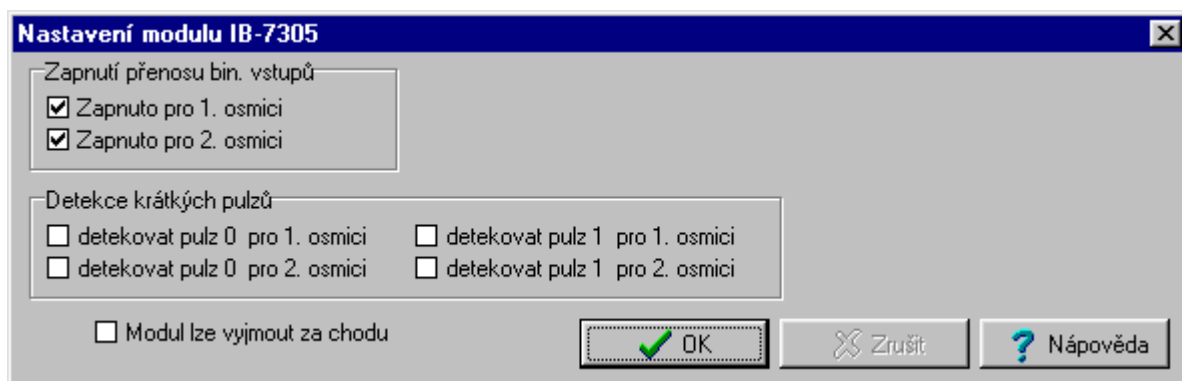 Nastavení modulu IB-7305
Zapnutí přenosu bin. vstupů
Zapnuto pro 1. osmici
Zapnuto pro 2. osmici
Detekce krátkých pulzů
detekovat pulz 0 pro 1. osmici detekovat pulz 1 pro 1. osmici
detekovat pulz 0 pro 2. osmici detekovat pulz 1 pro 2. osmici
Modul lze vyjmout za chodu OK Zrušit Nápověda